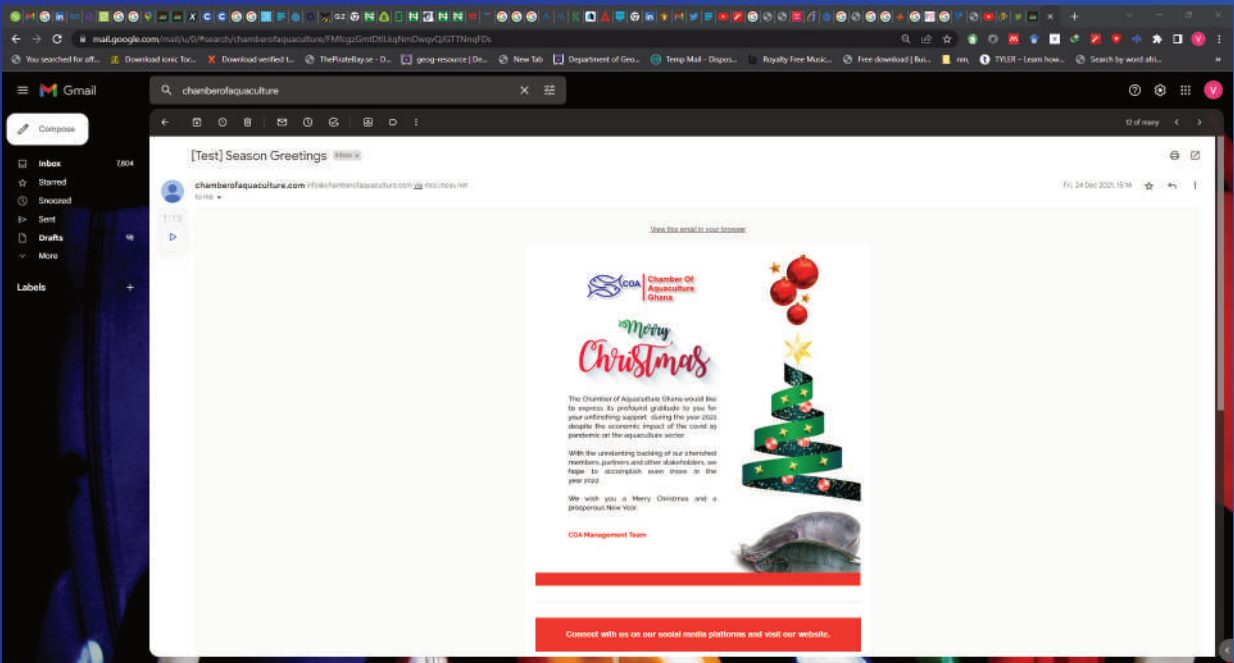 mail.google.com/mail/u/0/#search/chamberofaquaculture/
You searched for aff...
Download ionic Tor...
Download verified t...
ThePirateBay.se - D...
geog-resource | De...
New Tab
Department of Geo...
Temp Mail - Dispos...
Royalty Free Music...
Free download | Bui...
nm,
TYLER – Learn how...
Search by word afri...
Gmail
chamberofaquaculture
V
Compose
12 of many
Inbox 7,804
Starred
Snoozed
Sent
Drafts 98
More
Labels
[Test] Season Greetings Inbox x
chamberofaquaculture.com info@chamberofaquaculture.com via
Fri, 24 Dec 2021, 15:14
to me
View this email in your browser
COA
Chamber Of
Aquaculture
Ghana
Merry
Christmas
The Chamber of Aquaculture Ghana would like
to express its profound gratitude to you for
your unflinching support during the year 2021
despite the economic impact of the covid 19
pandemic on the aquaculture sector.
With the unrelenting backing of our cherished
members, partners and other stakeholders, we
hope to accomplish even more in the
year 2022.
We wish you a Merry Christmas and a
prosperous New Year.
COA Management Team
Connect with us on our social media platforms and visit our website.